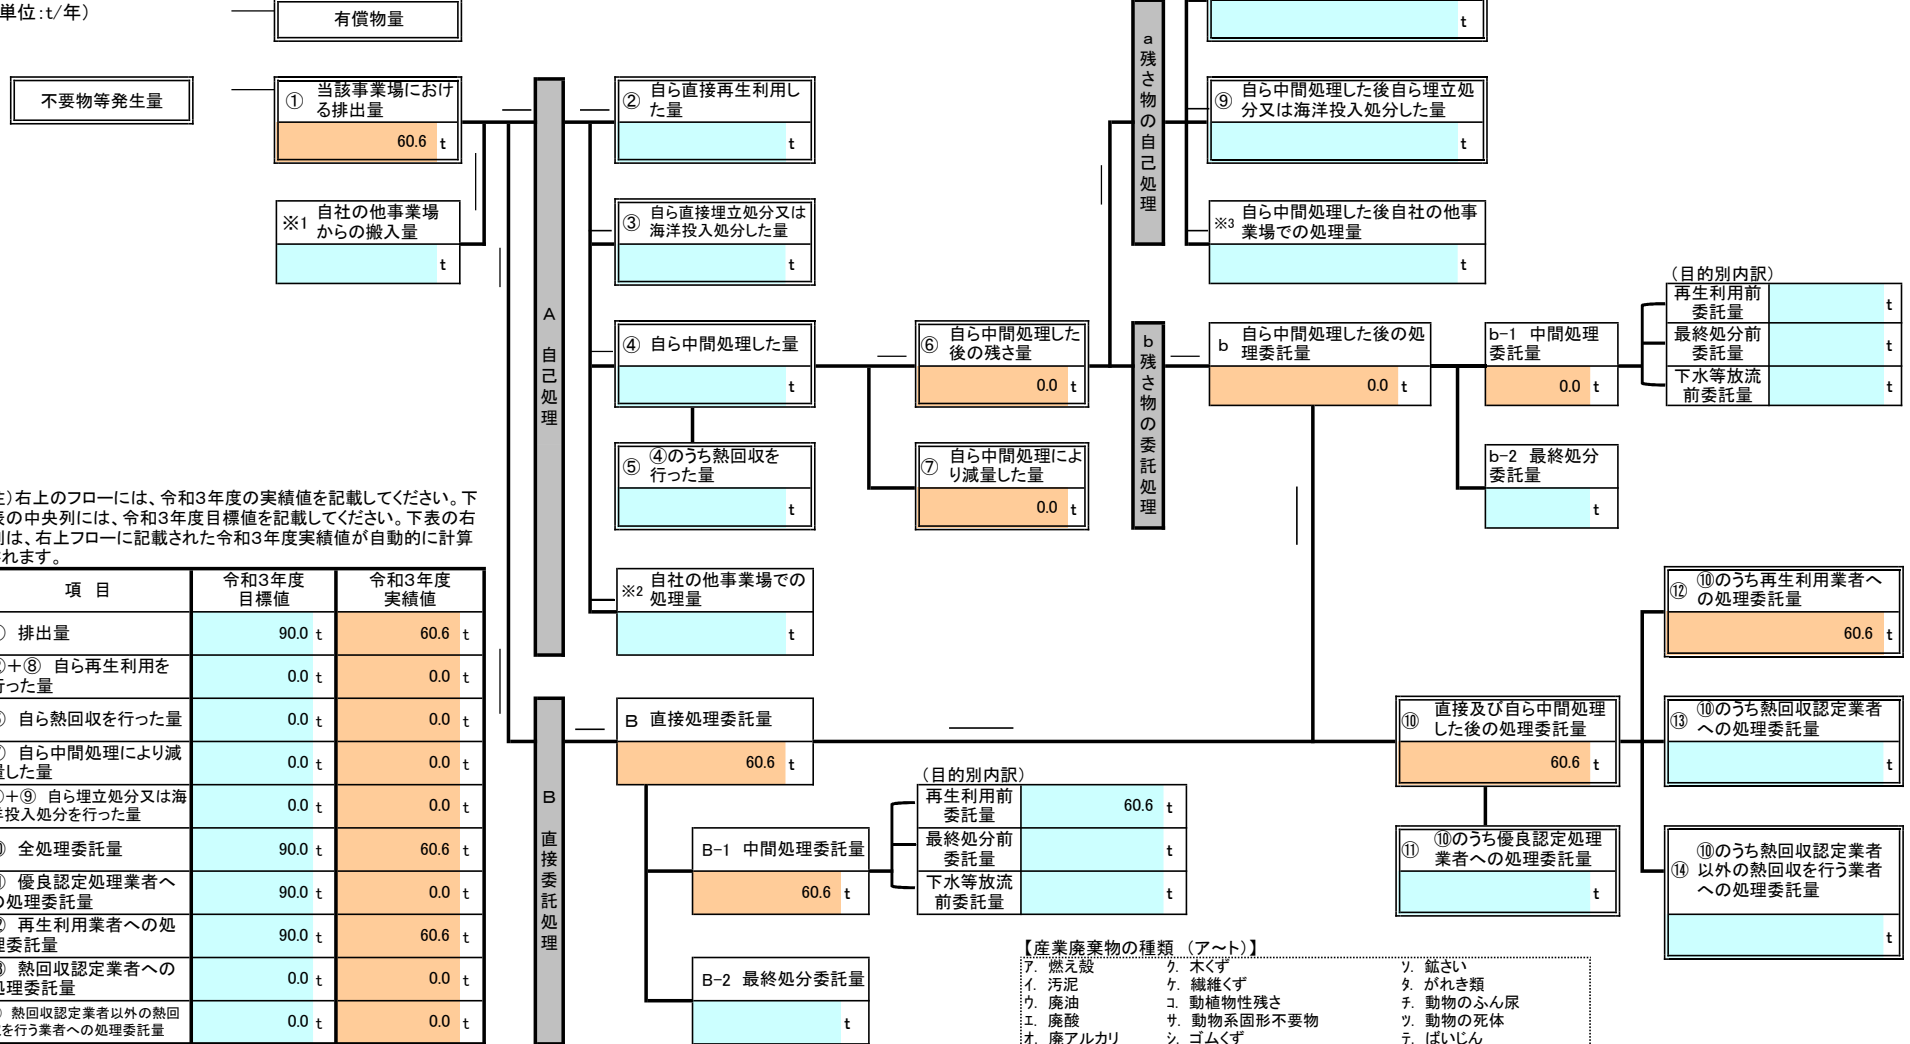 単位:t/年）
有償物量
t
不要物等発生量
① 当該事業場におけ
る排出量
60.6 t
※1 自社の他事業場
からの搬入量
t
A 自己処理
② 自ら直接再生利用し
た量
t
③ 自ら直接埋立処分又は
海洋投入処分した量
t
④ 自ら中間処理した量
t
⑤ ④のうち熱回収を
行った量
t
※2 自社の他事業場での
処理量
t
⑥ 自ら中間処理した
後の残さ量
0.0 t
⑦ 自ら中間処理によ
り減量した量
0.0 t
a残さ物の自己処理
⑨ 自ら中間処理した後自ら埋立処
分又は海洋投入処分した量
t
※3 自ら中間処理した後自社の他事
業場での処理量
t
b残さ物の委託処理
b 自ら中間処理した後の処
理委託量
0.0 t
b-1 中間処理
委託量
0.0 t
b-2 最終処分
委託量
t
（目的別内訳）
再生利用前
委託量 t
最終処分前
委託量 t
下水等放流
前委託量 t
右上のフローには、令和3年度の実績値を記載してください。下
の中央列には、令和3年度目標値を記載してください。下表の右
は、右上フローに記載された令和3年度実績値が自動的に計算
れます。
項 目 令和3年度
目標値 令和3年度
実績値
排出量 90.0 t 60.6 t
＋⑧ 自ら再生利用を
行った量 0.0 t 0.0 t
自ら熱回収を行った量 0.0 t 0.0 t
自ら中間処理により減
量した量 0.0 t 0.0 t
＋⑨ 自ら埋立処分又は海
洋投入処分を行った量 0.0 t 0.0 t
全処理委託量 90.0 t 60.6 t
優良認定処理業者へ
の処理委託量 90.0 t 0.0 t
再生利用業者への処
理委託量 90.0 t 60.6 t
熱回収認定業者への
処理委託量 0.0 t 0.0 t
熱回収認定業者以外の熱回
収を行う業者への処理委託量 0.0 t 0.0 t
B 直接委託処理
B 直接処理委託量
60.6 t
B-1 中間処理委託量
60.6 t
B-2 最終処分委託量
t
（目的別内訳）
再生利用前
委託量 60.6 t
最終処分前
委託量 t
下水等放流
前委託量 t
⑩ 直接及び自ら中間処理
した後の処理委託量
60.6 t
⑪ ⑩のうち優良認定処理
業者への処理委託量
t
⑫ ⑩のうち再生利用業者へ
の処理委託量
60.6 t
⑬ ⑩のうち熱回収認定業者
への処理委託量
t
⑭ ⑩のうち熱回収認定業者
以外の熱回収を行う業者
への処理委託量
t
【産業廃棄物の種類 （ア～ト）】
ｱ. 燃え殻 ｸ. 木くず ｿ. 鉱さい
ｲ. 汚泥 ｹ. 繊維くず ﾀ. がれき類
ｳ. 廃油 ｺ. 動植物性残さ ﾁ. 動物のふん尿
ｴ. 廃酸 ｻ. 動物系固形不要物 ﾂ. 動物の死体
ｵ. 廃アルカリ ｼ. ゴムくず ﾃ. ばいじん